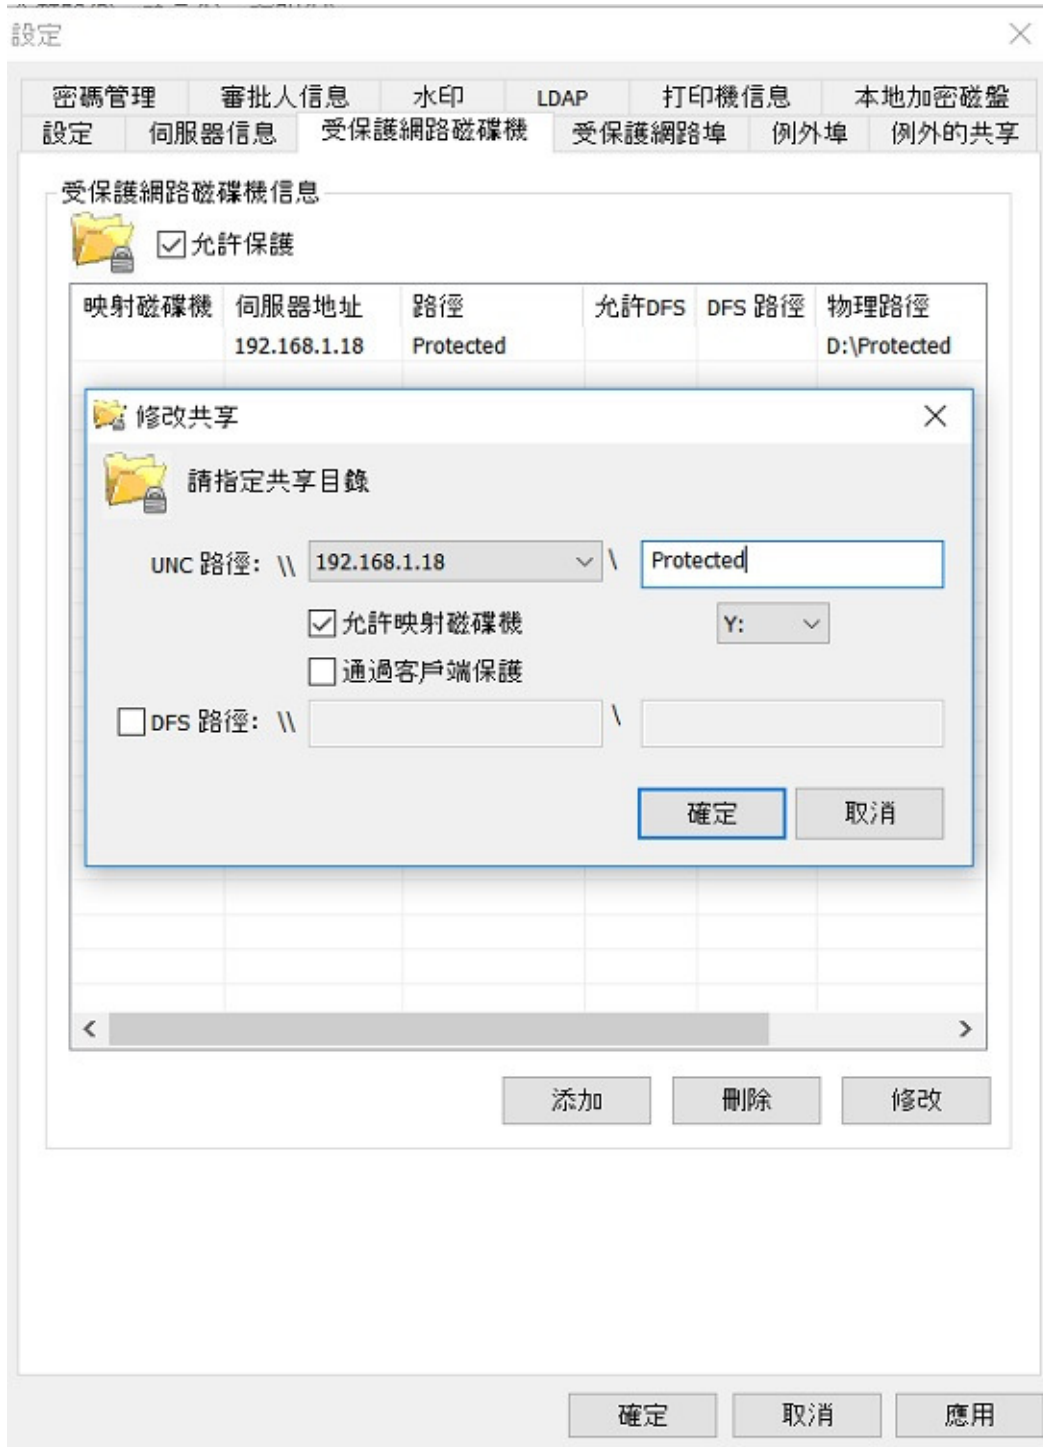 設定
密碼管理 審批人信息 水印 LDAP 打印機信息 本地加密磁盤
設定 伺服器信息 受保護網路磁碟機 受保護網路埠 例外埠 例外的共享
受保護網路磁碟機信息
允許保護
映射磁碟機 伺服器地址 路徑 允許DFS DFS 路徑 物理路徑
192.168.1.18 Protected D:\Protected
修改共享
請指定共享目錄
UNC 路徑: \\ 192.168.1.18 \ Protected
允許映射磁碟機 Y:
通過客戶端保護
DFS 路徑: \\ \
確定 取消
添加 刪除 修改
確定 取消 應用